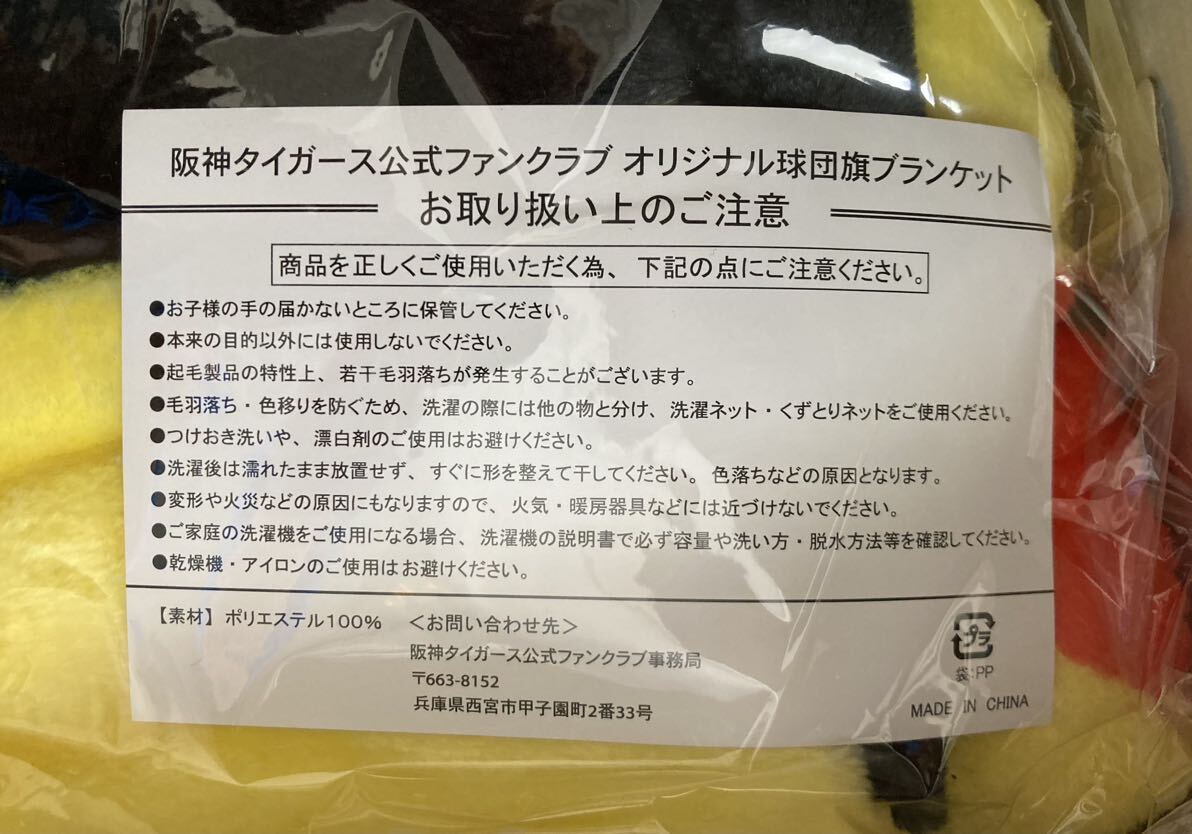 阪神タイガース公式ファンクラブ オリジナル球団旗ブランケット
お取り扱い上のご注意
商品を正しくご使用いただく為、下記の点にご注意ください。
●お子様の手の届かないところに保管してください。
●本来の目的以外には使用しないでください。
●起毛製品の特性上、若干毛羽落ちが発生することがございます。
●毛羽落ち・色移りを防ぐため、洗濯の際には他の物と分け、洗濯ネット・くずとりネットをご使用ください。
●つけおき洗いや、漂白剤のご使用はお避けください。
●洗濯後は濡れたまま放置せず、すぐに形を整えて干してください。色落ちなどの原因となります。
●変形や火災などの原因にもなりますので、火気・暖房器具などには近づけないでください。
●ご家庭の洗濯機をご使用になる場合、洗濯機の説明書で必ず容量や洗い方・脱水方法等を確認してください。
●乾燥機・アイロンのご使用はお避けください。
【素材】ポリエステル100%
<お問い合わせ先>
阪神タイガース公式ファンクラブ事務局
〒663-8152
兵庫県西宮市甲子園町2番33号
プラ
袋:PP
MADE IN CHINA